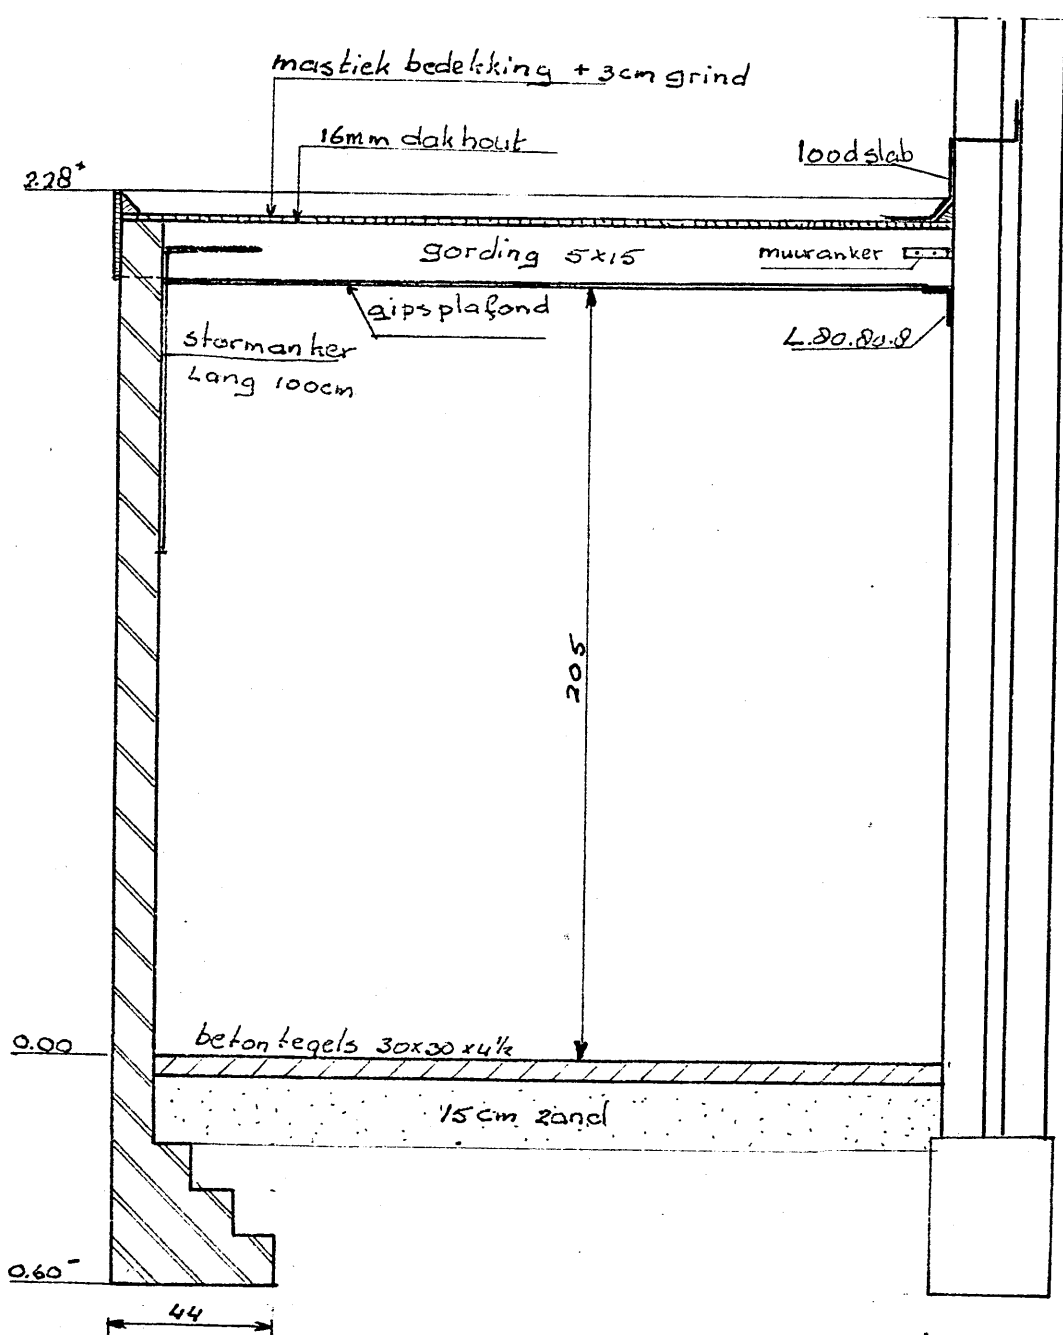 mastiek bedekking + 3cm grind
16mm dakhout
loodslab
2.28+
gording 5x15
muuranker
gipsplafond
L.80.80.8
stormanker
Lang 100cm
205
0.00
betontegels 30x30x4½
15cm zand
0.60-
44